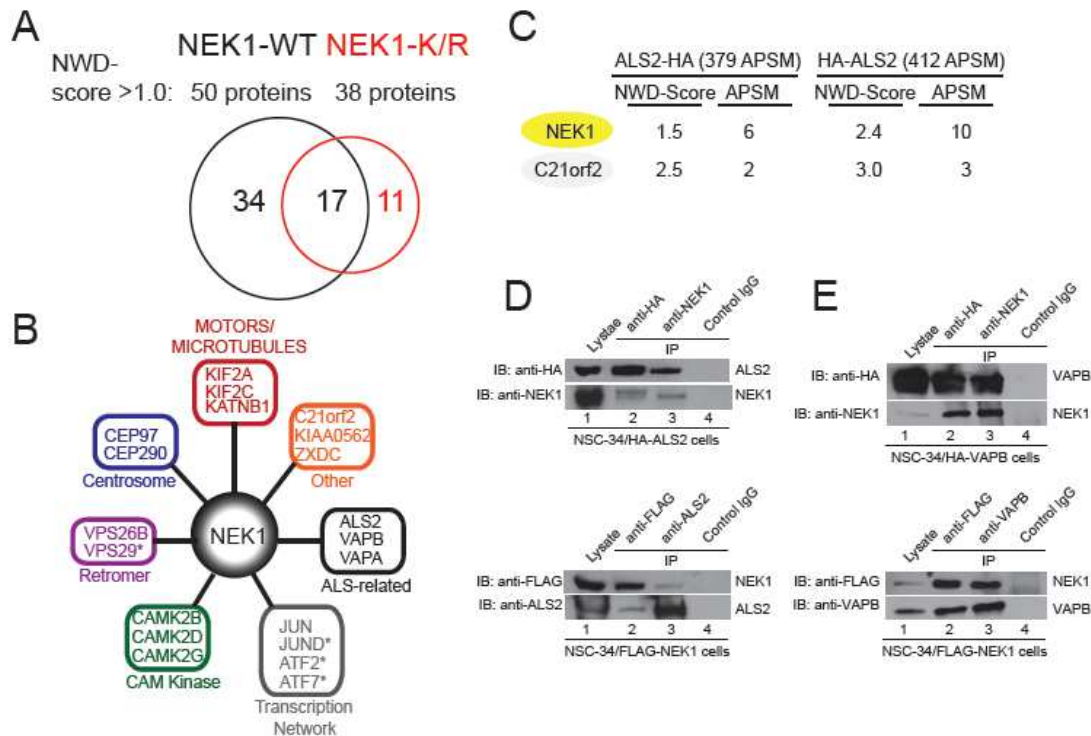 A
NEK1-WT NEK1-K/R
NWD-
score >1.0: 50 proteins 38 proteins
34 17 11
B
MOTORS/
MICROTUBULES
KIF2A
KIF2C
KATNB1
CEP97
CEP290
Centrosome
C21orf2
KIAA0562
ZXDC
Other
NEK1
VPS26B
VPS29*
Retromer
ALS2
VAPB
VAPA
ALS-related
CAMK2B
CAMK2D
CAMK2G
CAM Kinase
JUN
JUND*
ATF2*
ATF7*
Transcription
Network
C
ALS2-HA (379 APSM) HA-ALS2 (412 APSM)
NWD-Score APSM NWD-Score APSM
NEK1 1.5 6 2.4 10
C21orf2 2.5 2 3.0 3
D
Lystae anti-HA anti-NEK1 Control IgG
IP
IB: anti-HA ALS2
IB: anti-NEK1 NEK1
1 2 3 4
NSC-34/HA-ALS2 cells
Lysate anti-FLAG anti-ALS2 Control IgG
IP
IB: anti-FLAG NEK1
IB: anti-ALS2 ALS2
1 2 3 4
NSC-34/FLAG-NEK1 cells
E
Lystae anti-HA anti-NEK1 Control IgG
IP
IB: anti-HA VAPB
IB: anti-NEK1 NEK1
1 2 3 4
NSC-34/HA-VAPB cells
Lysate anti-FLAG anti-VAPB Control IgG
IP
IB: anti-FLAG NEK1
IB: anti-VAPB VAPB
1 2 3 4
NSC-34/FLAG-NEK1 cells